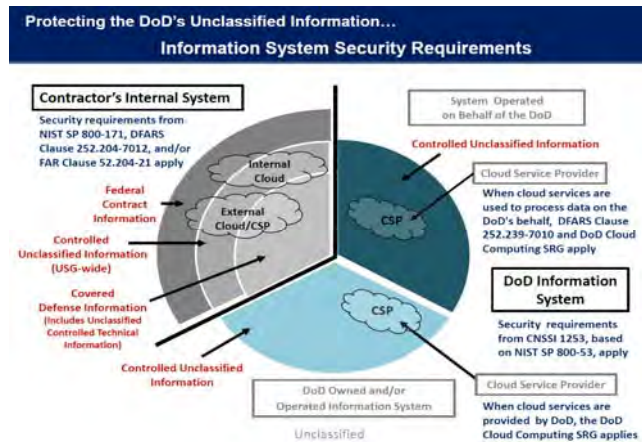 Protecting the DoD's Unclassified Information...
Information System Security Requirements
Contractor's Internal System
Security requirements from
NIST SP 800-171, DFARS
Clause 252.204-7012, and/or
FAR Clause 52.204-21 apply
Internal
Cloud
External
Cloud/CSP
Federal
Contract
Information
Controlled
Unclassified Information
(USG-wide)
Covered
Defense Information
(Includes Unclassified
Controlled Technical
Information)
Controlled Unclassified
Information
System Operated
on Behalf of the DoD
Controlled Unclassified Information
Cloud Service Provider
When cloud services are
used to process data on the
DoD's behalf, DFARS Clause
252.239-7010 and DoD Cloud
Computing SRG apply
CSP
DoD Information
System
Security requirements
from CNSSI 1253, based
on NIST SP 800-53, apply
CSP
Cloud Service Provider
When cloud services are
provided by DoD, the DoD
Cloud Computing SRG applies
DoD Owned and/or
Operated Information System
Unclassified